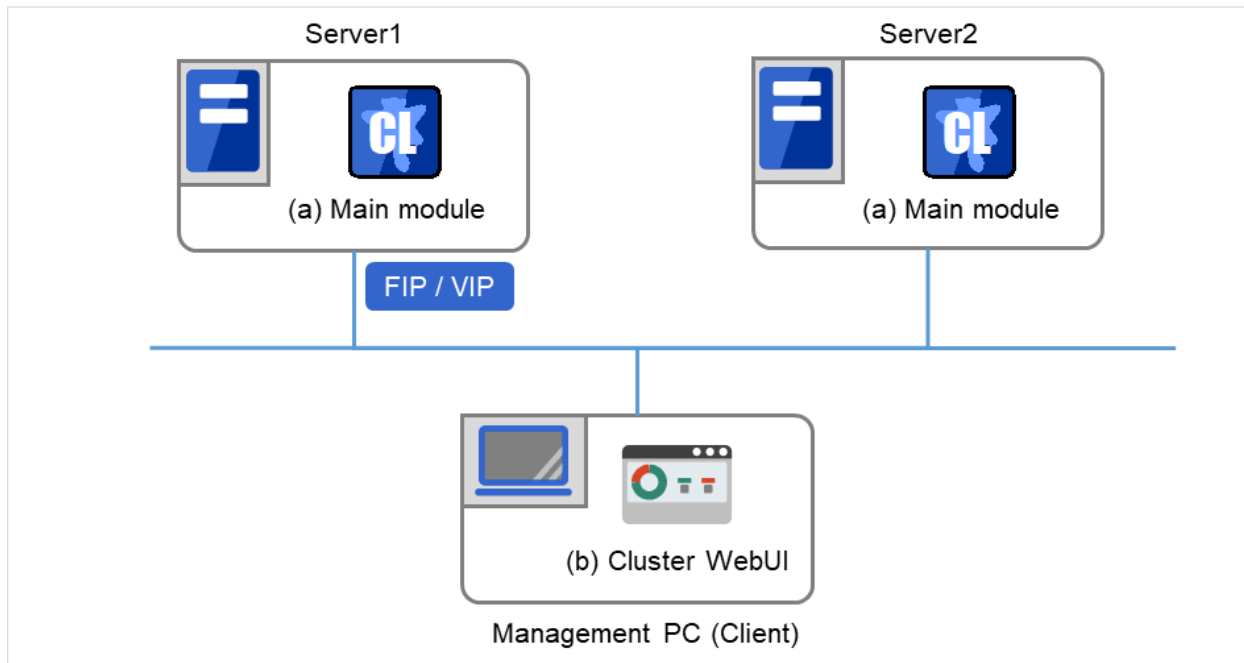 Server1
Server2
CL
CL
(a) Main module
(a) Main module
FIP / VIP
(b) Cluster WebUI
Management PC (Client)